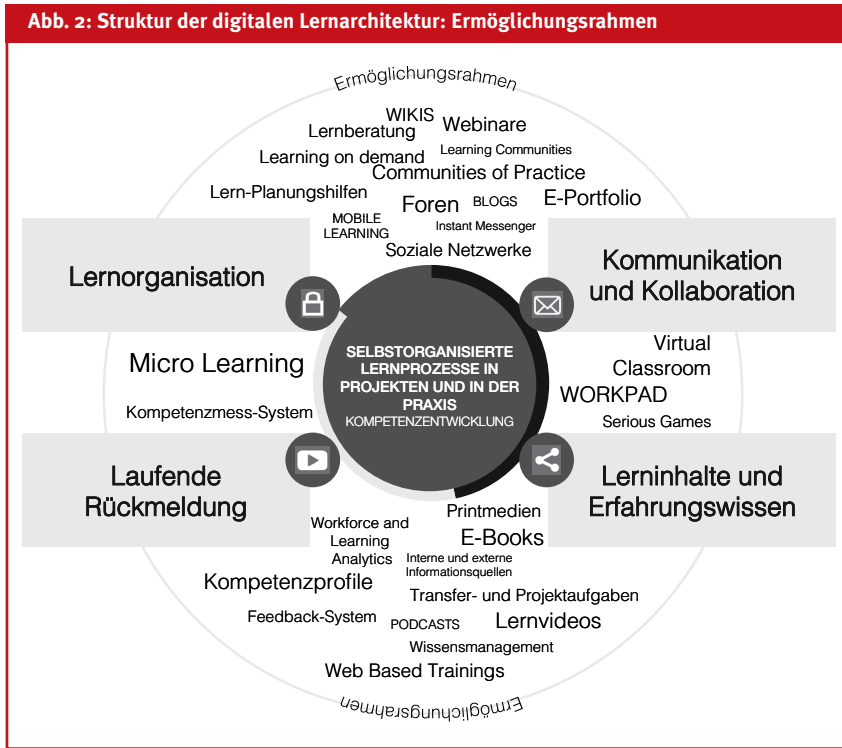 Abb. 2: Struktur der digitalen Lernarchitektur: Ermöglichungsrahmen
Ermöglichungsrahmen
WIKIS
Webinare
Lernberatung
Learning Communities
Learning on demand
Communities of Practice
Lern-Planungshilfen
Foren
BLOGS
E-Portfolio
MOBILE
LEARNING
Instant Messenger
Soziale Netzwerke
Lernorganisation
Kommunikation
und Kollaboration
Micro Learning
Kompetenzmess-System
SELBSTORGANISIERTE
LERNPROZESSE IN
PROJEKTEN UND IN DER
PRAXIS
KOMPETENZENTWICKLUNG
Virtual
Classroom
WORKPAD
Serious Games
Laufende
Rückmeldung
Lerninhalte und
Erfahrungswissen
Printmedien
Workforce and
Learning
Analytics
E-Books
Interne und externe
Informationsquellen
Kompetenzprofile
Transfer- und Projektaufgaben
Feedback-System
PODCASTS
Lernvideos
Wissensmanagement
Web Based Trainings
Ermöglichungsrahmen